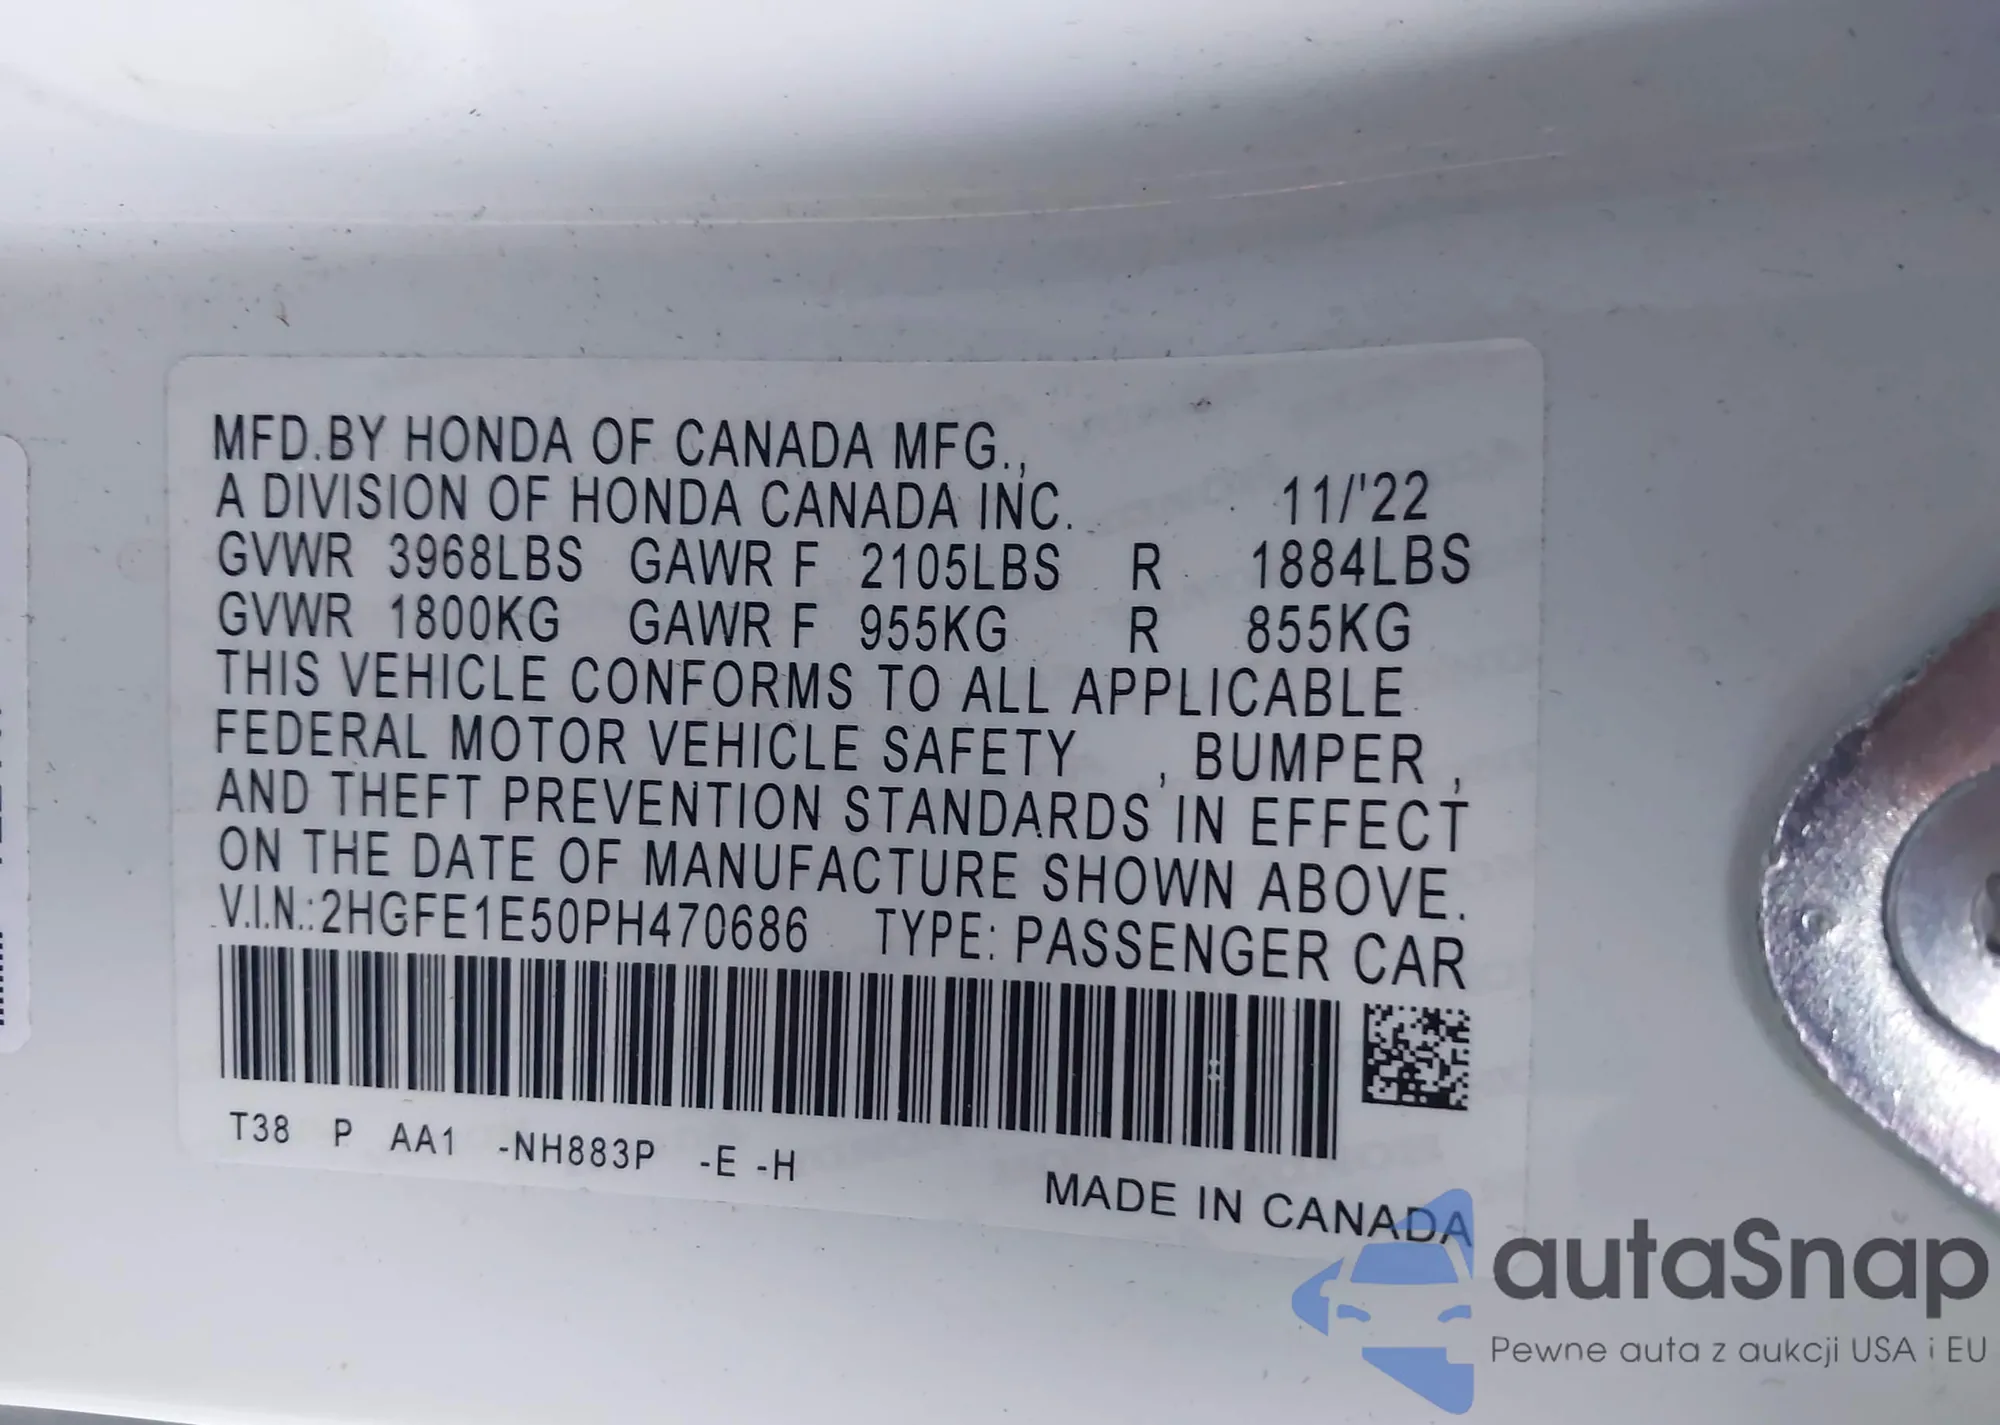 MFD.BY HONDA OF CANADA MFG.,
A DIVISION OF HONDA CANADA INC. 11/'22
GVWR 3968LBS GAWR F 2105LBS R 1884LBS
GVWR 1800KG GAWR F 955KG R 855KG
THIS VEHICLE CONFORMS TO ALL APPLICABLE
FEDERAL MOTOR VEHICLE SAFETY , BUMPER ,
AND THEFT PREVENTION STANDARDS IN EFFECT
ON THE DATE OF MANUFACTURE SHOWN ABOVE.
V.I.N.:2HGFE1E50PH470686 TYPE: PASSENGER CAR
T38 P AA1 -NH883P -E -H
MADE IN CANADA
autaSnap
Pewne auta z aukcji USA i EU